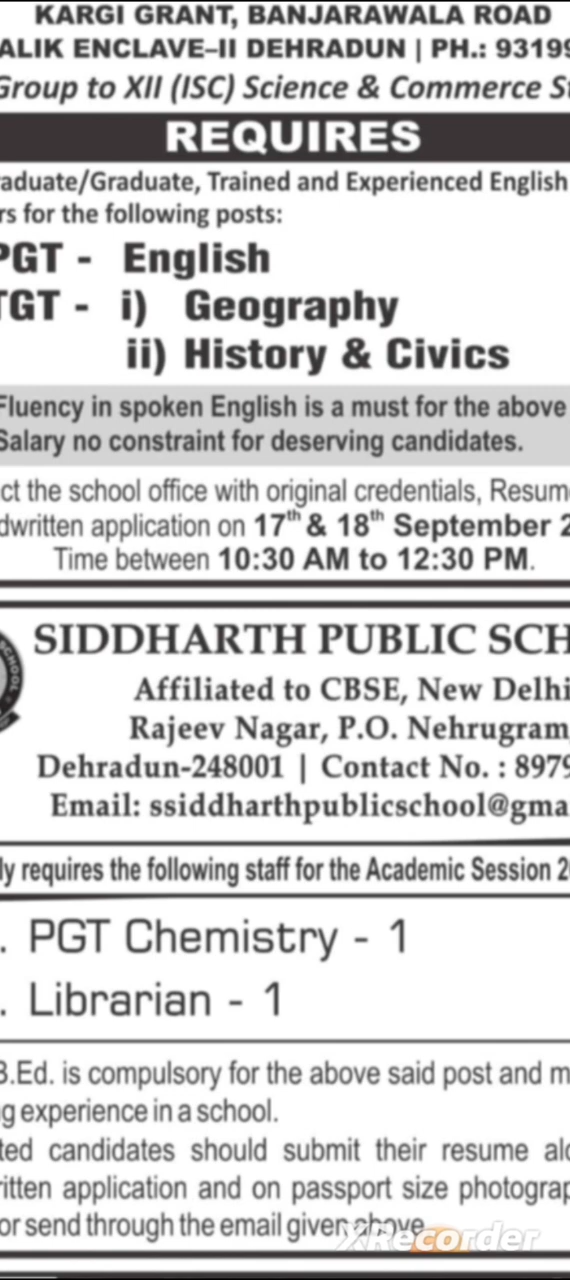 KARGI GRANT, BANJARAWALA ROAD
ALIK ENCLAVE–II DEHRADUN | PH.: 93199
Group to XII (ISC) Science & Commerce St
REQUIRES
raduate/Graduate, Trained and Experienced English
rs for the following posts:
PGT - English
TGT - i) Geography
ii) History & Civics
Fluency in spoken English is a must for the above
Salary no constraint for deserving candidates.
ct the school office with original credentials, Resum
dwritten application on 17th & 18th September 2
Time between 10:30 AM to 12:30 PM.
SCHOOL
SIDDHARTH PUBLIC SCH
Affiliated to CBSE, New Delhi
Rajeev Nagar, P.O. Nehrugram,
Dehradun-248001 | Contact No. : 8979
Email: ssiddharthpublicschool@gma
ly requires the following staff for the Academic Session 20
. PGT Chemistry - 1
. Librarian - 1
B.Ed. is compulsory for the above said post and m
g experience in a school.
ted candidates should submit their resume alo
ritten application and on passport size photograp
or send through the email given above
XRecorder